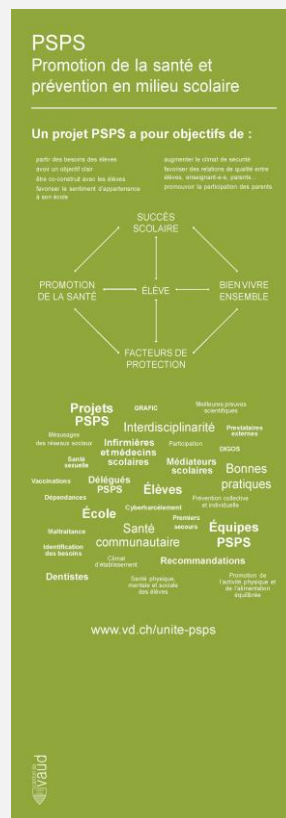 PSPS
Promotion de la santé et
prévention en milieu scolaire
Un projet PSPS a pour objectifs de :
partir des besoins des élèves
avoir un objectif clair
être co-construit avec les élèves
favoriser le sentiment d'appartenance
à son école
augmenter le climat de sécurité
favoriser des relations de qualité entre
élèves, enseignant-e-s, parents...
promouvoir la participation des parents
SUCCÈS
SCOLAIRE
PROMOTION
DE LA SANTÉ
ÉLÈVE
BIEN VIVRE
ENSEMBLE
FACTEURS DE
PROTECTION
Projets
PSPS
GRAFIC
Meilleures preuves
scientifiques
Interdisciplinarité
Prestataires
externes
Mésusages
des réseaux sociaux
Infirmières
et médecins
scolaires
Participation
DIGOS
Santé
sexuelle
Médiateurs
scolaires
Bonnes
pratiques
Vaccinations
Délégués
PSPS
Élèves
Dépendances
Prévention collective
et individuelle
Cyberharcèlement
École
Premiers
secours
Équipes
PSPS
Maltraitance
Santé
communautaire
Identification
des besoins
Climat
d'établissement
Recommandations
Dentistes
Santé physique,
mentale et sociale
des élèves
Promotion de
l'activité physique et
de l'alimentation
équilibrée
www.vd.ch/unite-psps
canton de
vaud